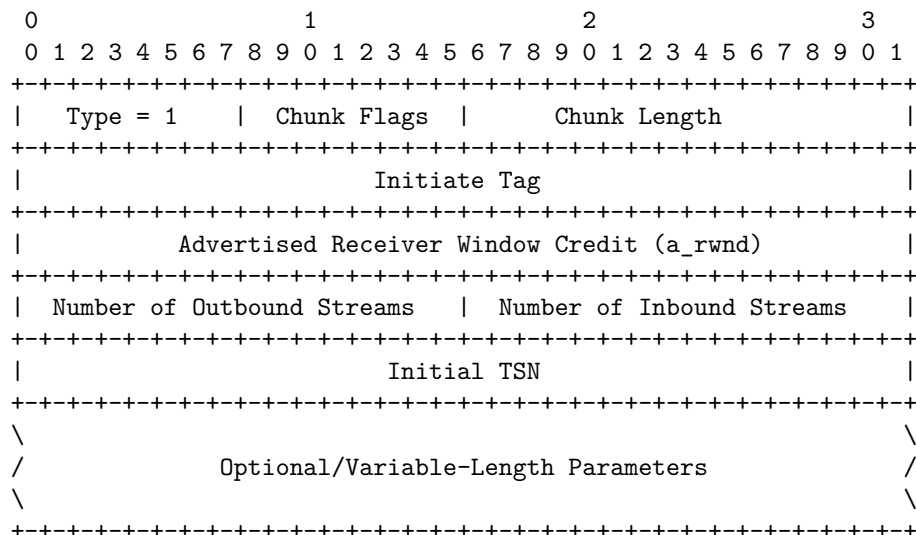 0                   1                   2                   3
0 1 2 3 4 5 6 7 8 9 0 1 2 3 4 5 6 7 8 9 0 1 2 3 4 5 6 7 8 9 0 1
+-+-+-+-+-+-+-+-+-+-+-+-+-+-+-+-+-+-+-+-+-+-+-+-+-+-+-+-+-+-+-+-+
|   Type = 1    |  Chunk Flags  |      Chunk Length             |
+-+-+-+-+-+-+-+-+-+-+-+-+-+-+-+-+-+-+-+-+-+-+-+-+-+-+-+-+-+-+-+-+
|                         Initiate Tag                          |
+-+-+-+-+-+-+-+-+-+-+-+-+-+-+-+-+-+-+-+-+-+-+-+-+-+-+-+-+-+-+-+-+
|           Advertised Receiver Window Credit (a_rwnd)          |
+-+-+-+-+-+-+-+-+-+-+-+-+-+-+-+-+-+-+-+-+-+-+-+-+-+-+-+-+-+-+-+-+
|  Number of Outbound Streams   |  Number of Inbound Streams    |
+-+-+-+-+-+-+-+-+-+-+-+-+-+-+-+-+-+-+-+-+-+-+-+-+-+-+-+-+-+-+-+-+
|                          Initial TSN                          |
+-+-+-+-+-+-+-+-+-+-+-+-+-+-+-+-+-+-+-+-+-+-+-+-+-+-+-+-+-+-+-+-+
\                                                               \
/              Optional/Variable-Length Parameters              /
\                                                               \
+-+-+-+-+-+-+-+-+-+-+-+-+-+-+-+-+-+-+-+-+-+-+-+-+-+-+-+-+-+-+-+-+